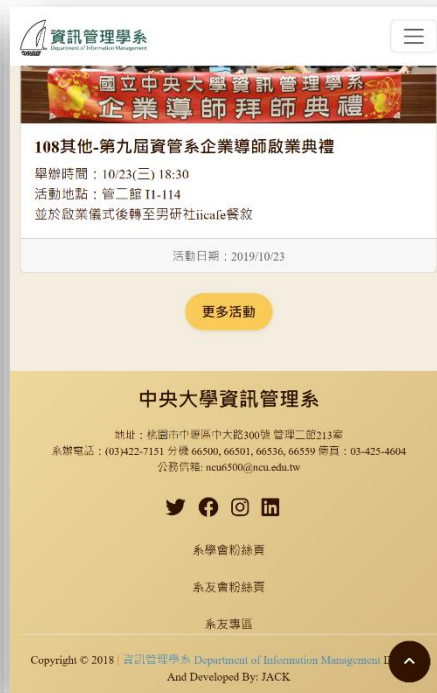 資訊管理學系
Department of Information Management
國立中央大學資訊管理學系
企業導師拜師典禮
108其他-第九屆資管系企業導師啟業典禮
舉辦時間：10/23(三) 18:30
活動地點：管二館 I1-114
並於啟業儀式後轉至男研社iicafe餐敘
活動日期：2019/10/23
更多活動
中央大學資訊管理系
地址：桃園市中壢區中大路300號 管理二館213室
系辦電話：(03)422-7151 分機 66500, 66501, 66536, 66559 傳真：03-425-4604
公務信箱: ncu6500@ncu.edu.tw
系學會粉絲頁
系友會粉絲頁
系友專區
Copyright © 2018 | 資訊管理學系 Department of Information Management
And Developed By: JACK